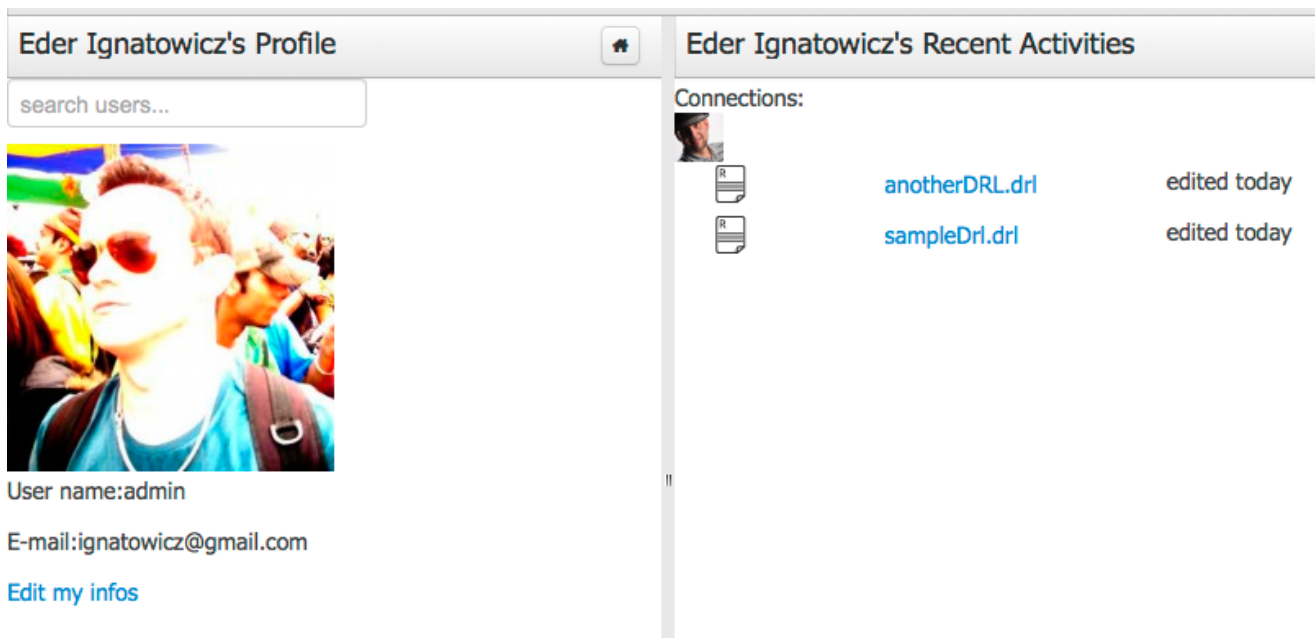 Eder Ignatowicz's Profile
search users...
User name:admin
E-mail:ignatowicz@gmail.com
Edit my infos
Eder Ignatowicz's Recent Activities
Connections:
R anotherDRL.drl edited today
R sampleDrl.drl edited today